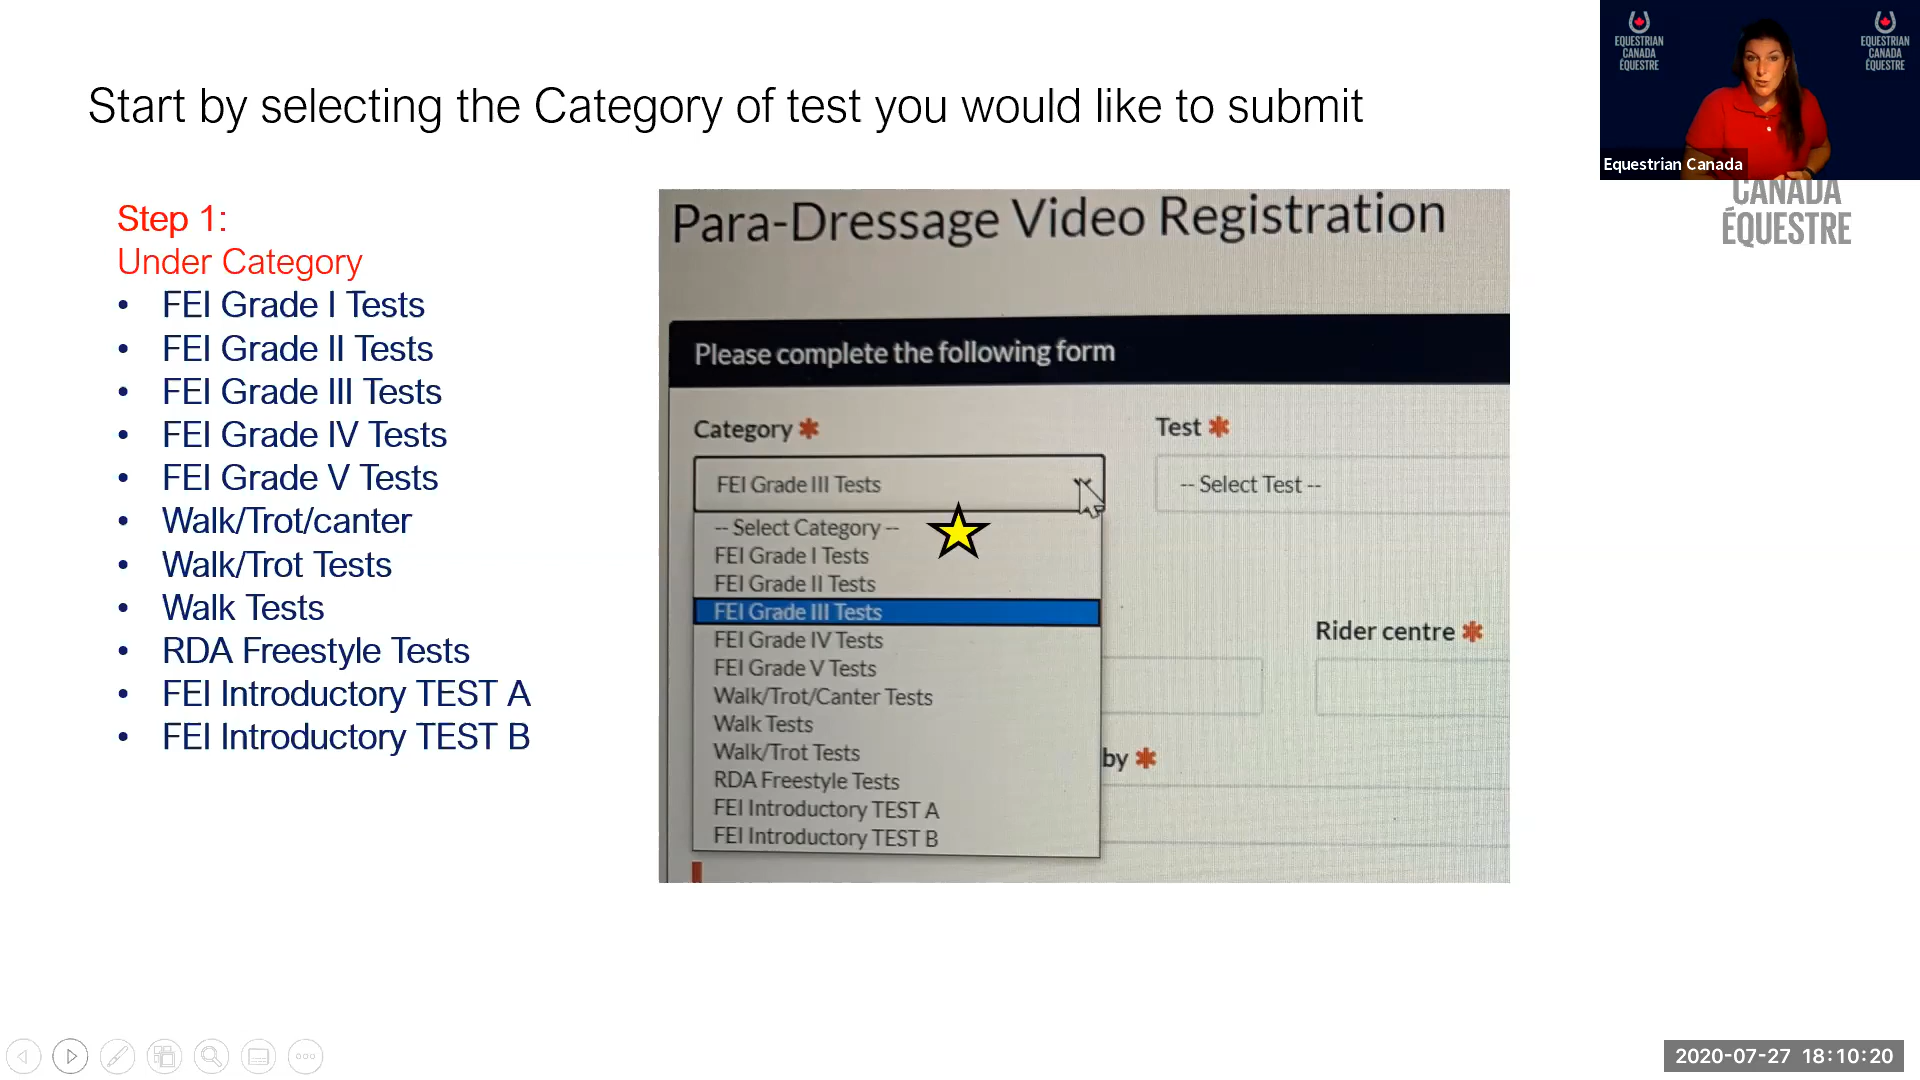 Start by selecting the Category of test you would like to submit
EQUESTRIAN
CANADA
ÉQUESTRE
EQUESTRIAN
CANADA
ÉQUESTRE
Equestrian Canada
CANADA
ÉQUESTRE
Step 1:
Under Category
• FEI Grade I Tests
• FEI Grade II Tests
• FEI Grade III Tests
• FEI Grade IV Tests
• FEI Grade V Tests
• Walk/Trot/canter
• Walk/Trot Tests
• Walk Tests
• RDA Freestyle Tests
• FEI Introductory TEST A
• FEI Introductory TEST B
Para-Dressage Video Registration
Please complete the following form
Category ✱
Test ✱
FEI Grade III Tests
-- Select Test --
-- Select Category --
FEI Grade I Tests
FEI Grade II Tests
FEI Grade III Tests
FEI Grade IV Tests
FEI Grade V Tests
Walk/Trot/Canter Tests
Walk Tests
Walk/Trot Tests
RDA Freestyle Tests
FEI Introductory TEST A
FEI Introductory TEST B
Rider centre ✱
by ✱
2020-07-27 18:10:20